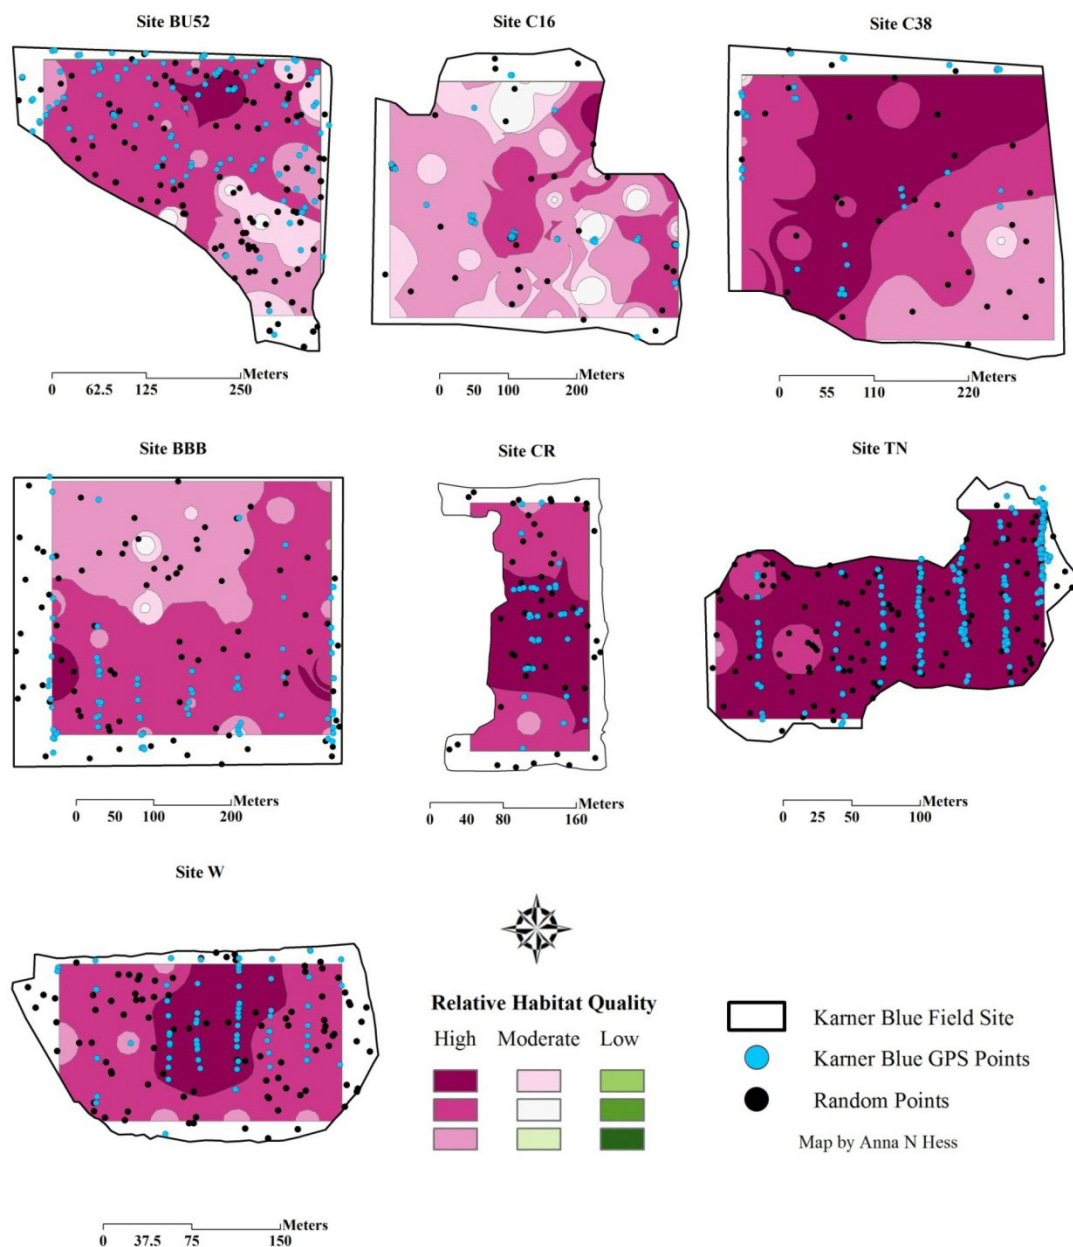 Site BU52
Site C16
Site C38
Meters
0 62.5 125 250
Meters
0 50 100 200
Meters
0 55 110 220
Site BBB
Site CR
Site TN
Meters
0 50 100 200
Meters
0 40 80 160
Meters
0 25 50 100
Site W
Relative Habitat Quality
High Moderate Low
Karner Blue Field Site
Karner Blue GPS Points
Random Points
Map by Anna N Hess
Meters
0 37.5 75 150